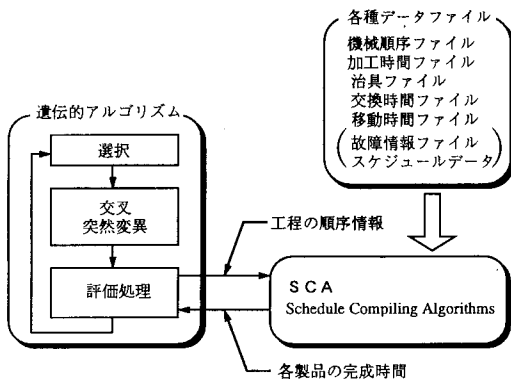 各種データファイル
機械順序ファイル
加工時間ファイル
治具ファイル
交換時間ファイル
移動時間ファイル
故障情報ファイル
スケジュールデータ
遺伝的アルゴリズム
選択
交叉
突然変異
評価処理
工程の順序情報
SCA
Schedule Compiling Algorithms
各製品の完成時間